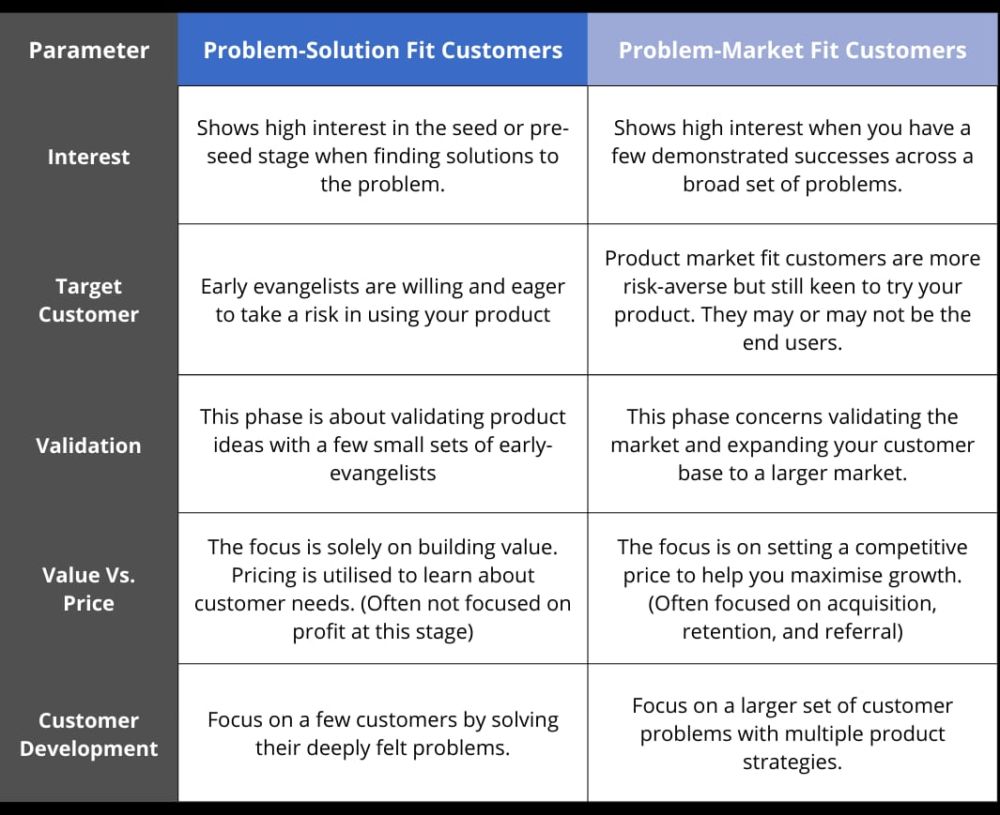 Parameter
Problem-Solution Fit Customers
Problem-Market Fit Customers
Interest
Shows high interest in the seed or pre-
seed stage when finding solutions to
the problem.
Shows high interest when you have a
few demonstrated successes across a
broad set of problems.
Target
Customer
Early evangelists are willing and eager
to take a risk in using your product
Product market fit customers are more
risk-averse but still keen to try your
product. They may or may not be the
end users.
Validation
This phase is about validating product
ideas with a few small sets of early-
evangelists
This phase concerns validating the
market and expanding your customer
base to a larger market.
Value Vs.
Price
The focus is solely on building value.
Pricing is utilised to learn about
customer needs. (Often not focused on
profit at this stage)
The focus is on setting a competitive
price to help you maximise growth.
(Often focused on acquisition,
retention, and referral)
Customer
Development
Focus on a few customers by solving
their deeply felt problems.
Focus on a larger set of customer
problems with multiple product
strategies.